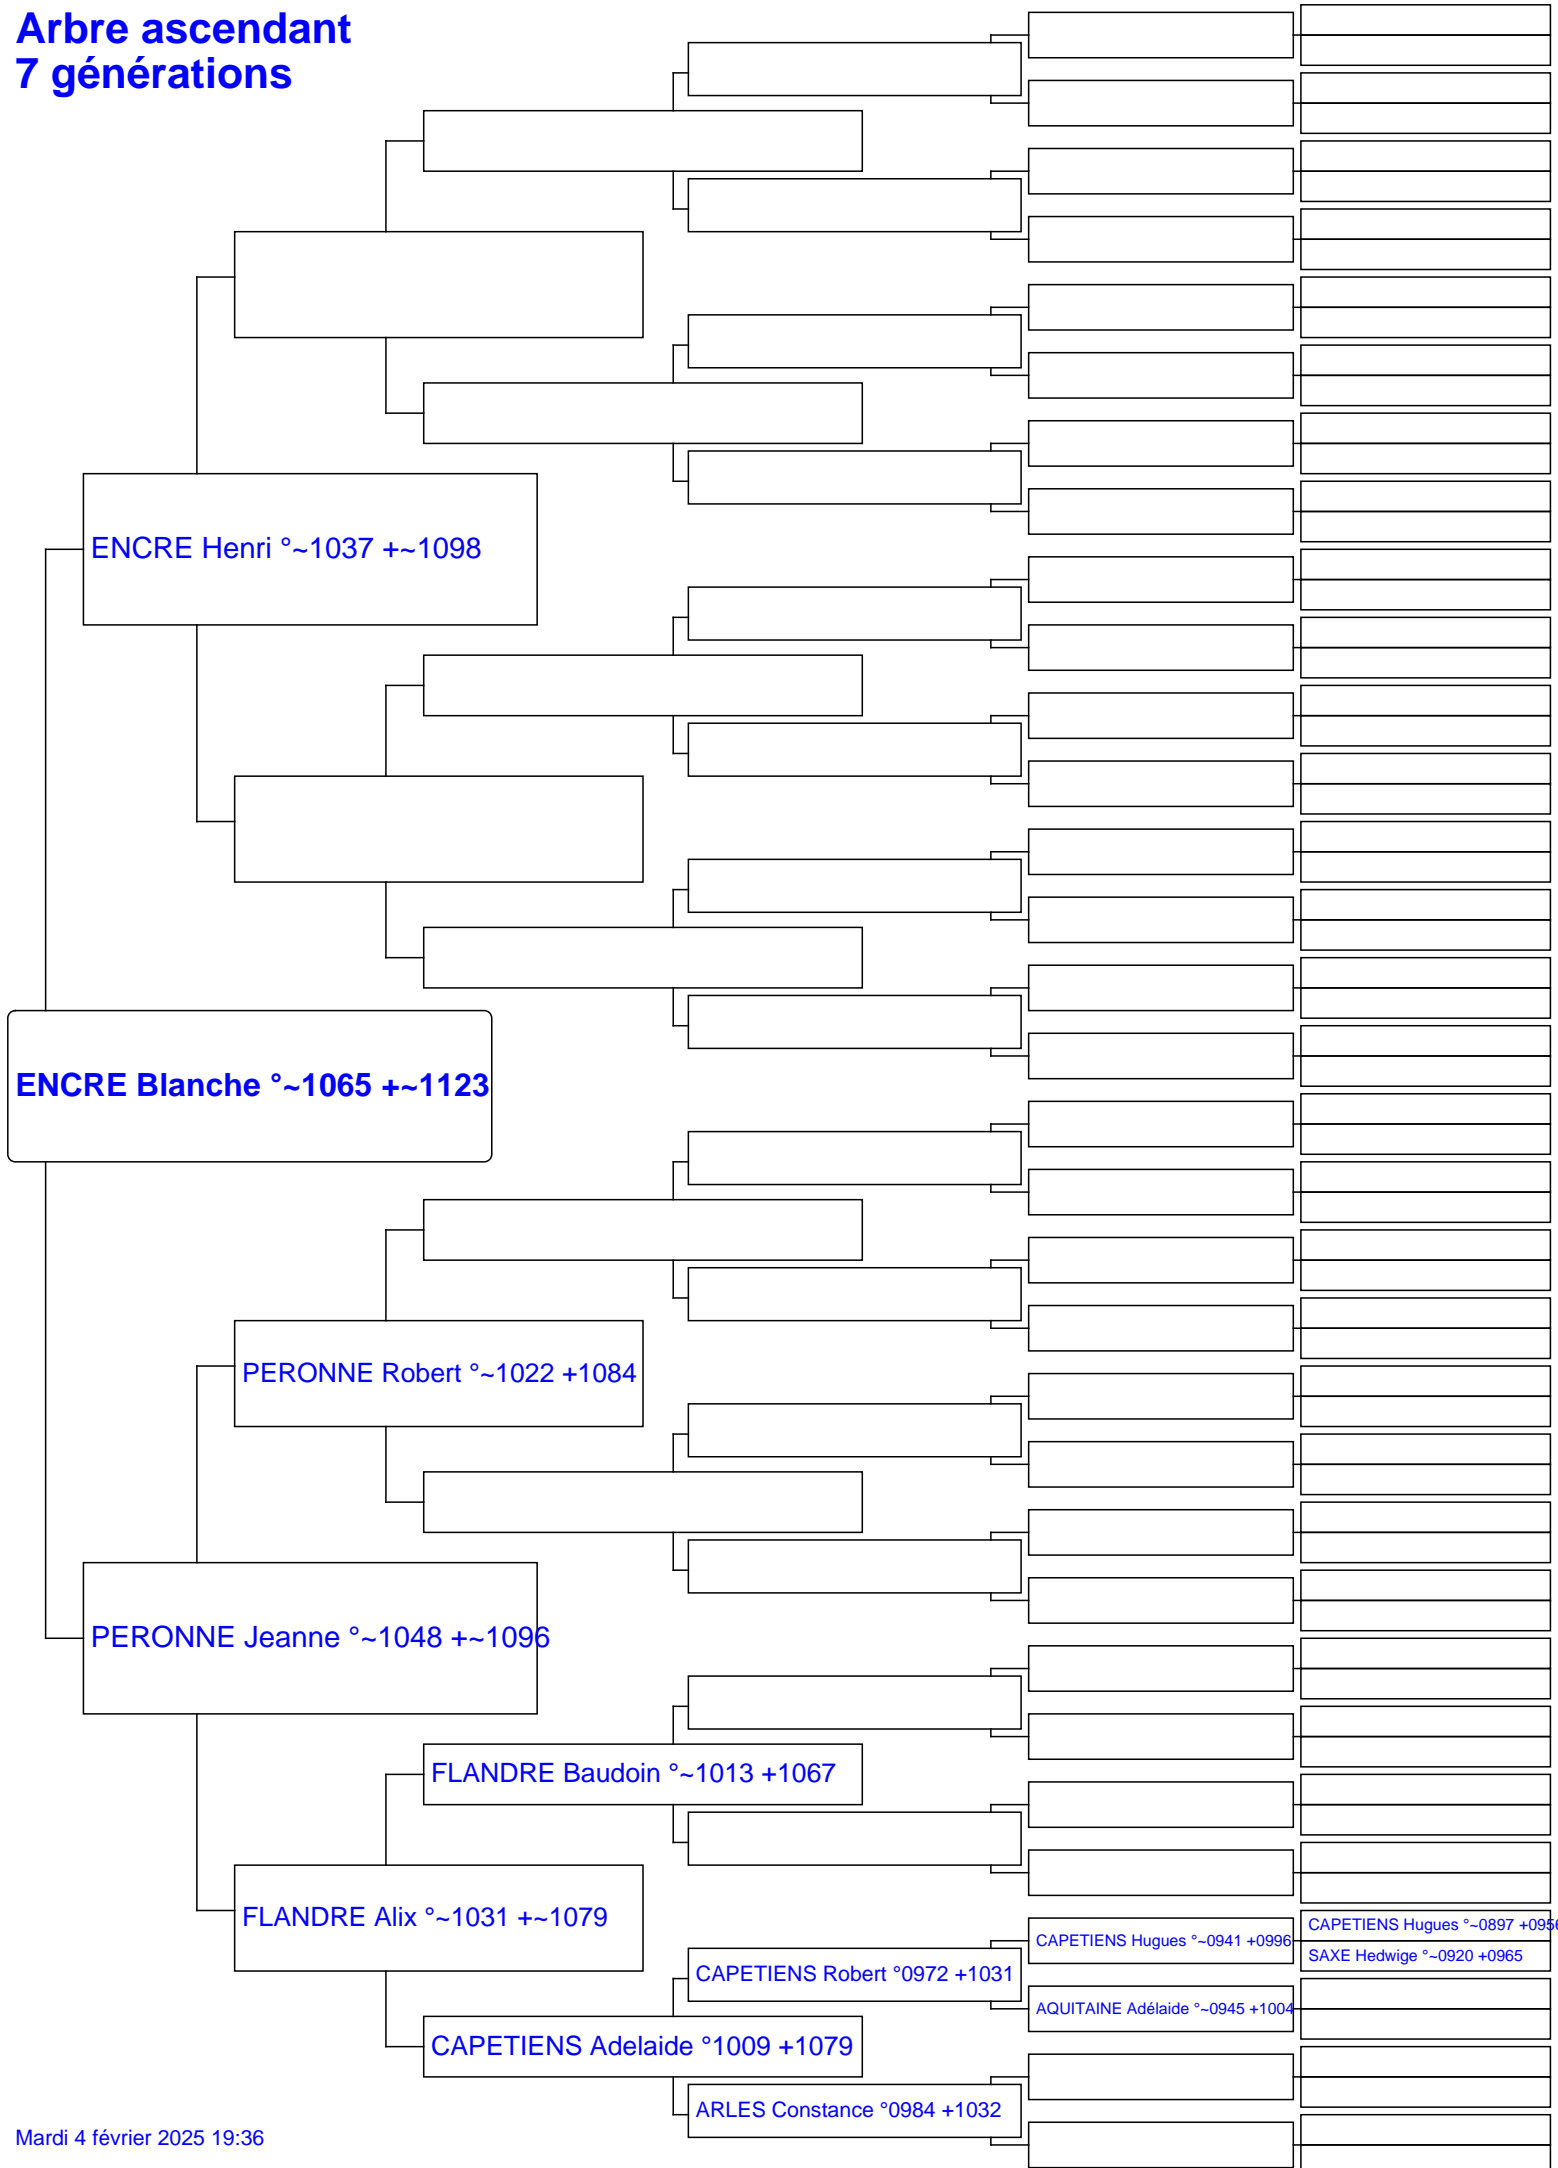 Arbre ascendant
7 générations
ENCRE Henri °~1037 +~1098
ENCRE Blanche °~1065 +~1123
PERONNE Robert °~1022 +1084
PERONNE Jeanne °~1048 +~1096
FLANDRE Baudoin °~1013 +1067
FLANDRE Alix °~1031 +~1079
CAPETIENS Hugues °~0897 +0956
CAPETIENS Hugues °~0941 +0996
SAXE Hedwige °~0920 +0965
CAPETIENS Robert °0972 +1031
AQUITAINE Adélaide °~0945 +1004
CAPETIENS Adelaide °1009 +1079
ARLES Constance °0984 +1032
Mardi 4 février 2025 19:36